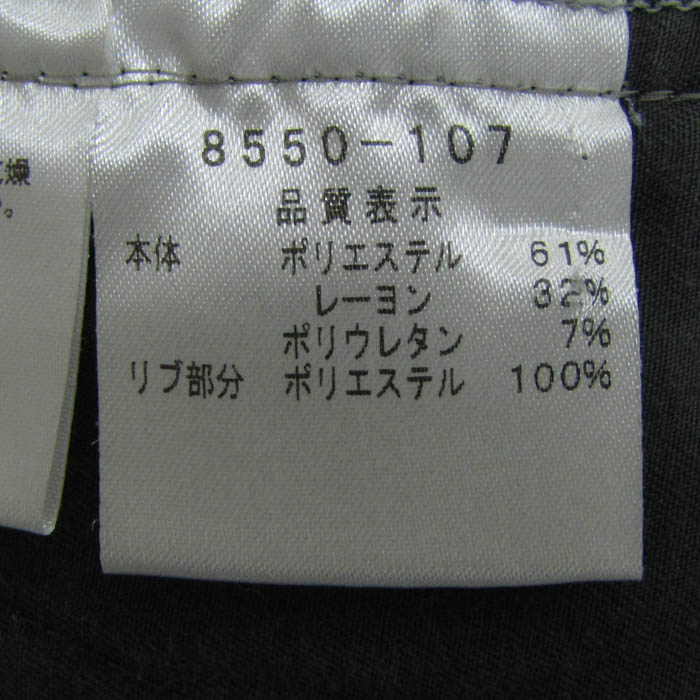 燥
。
8550-107
品質表示
本体 ポリエステル 61%
レーヨン 32%
ポリウレタン 7%
リブ部分 ポリエステル 100%